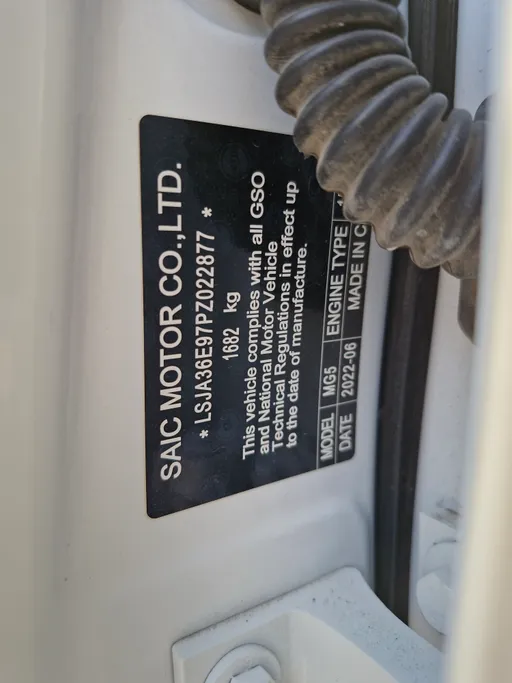 SAIC MOTOR CO.,LTD.
* LSJA36E97PZ022877 *
1682 kg
This vehicle complies with all GSO
and National Motor Vehicle
Technical Regulations in effect up
to the date of manufacture.
MODEL MG5 ENGINE TYPE
DATE 2022-06 MADE IN C